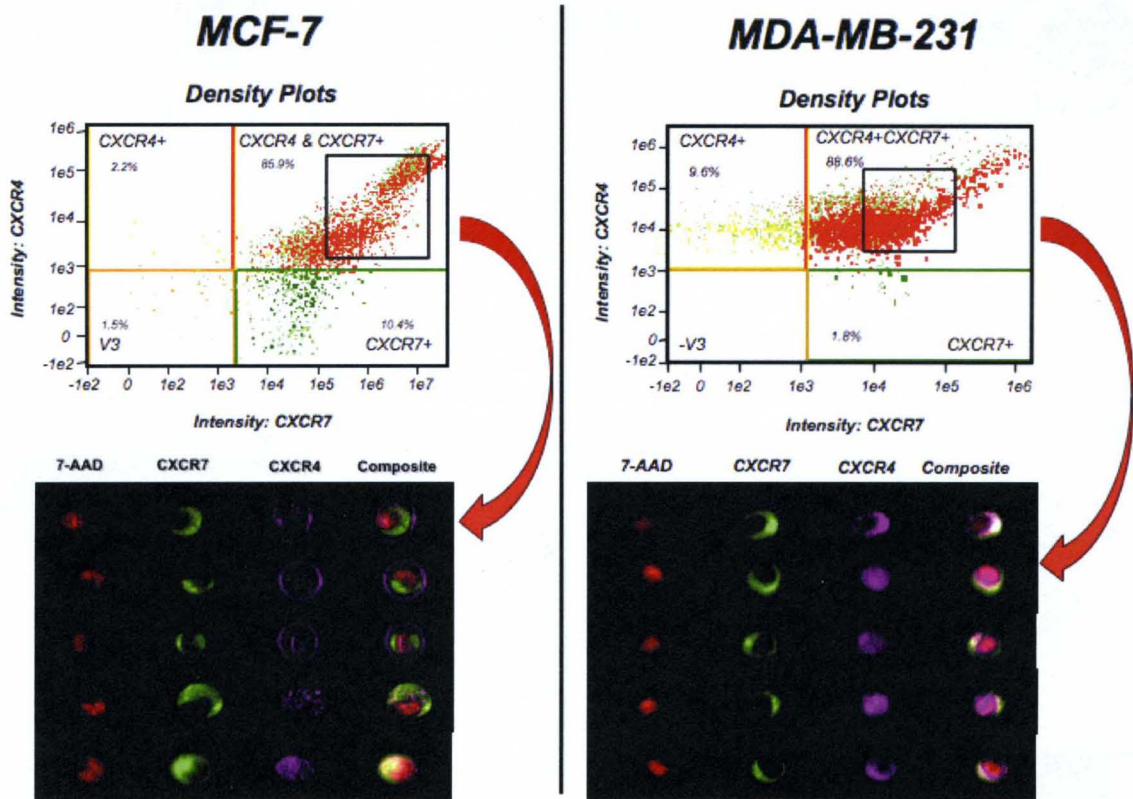 MCF-7
Density Plots
CXCR4+
CXCR4 & CXCR7+
2.2%
85.9%
1e6
1e5
1e4
1e3
1e2
0
-1e2
Intensity: CXCR4
1.5%
-V3
10.4%
CXCR7+
-1e2 0 1e2 1e3 1e4 1e5 1e6 1e7
Intensity: CXCR7
7-AAD CXCR7 CXCR4 Composite
MDA-MB-231
Density Plots
CXCR4+
CXCR4+CXCR7+
9.6%
88.6%
1e6
1e5
1e4
1e3
1e2
0
-1e2
Intensity: CXCR4
-V3
1.8%
CXCR7+
-1e2 0 1e2 1e3 1e4 1e5 1e6
Intensity: CXCR7
7-AAD CXCR7 CXCR4 Composite